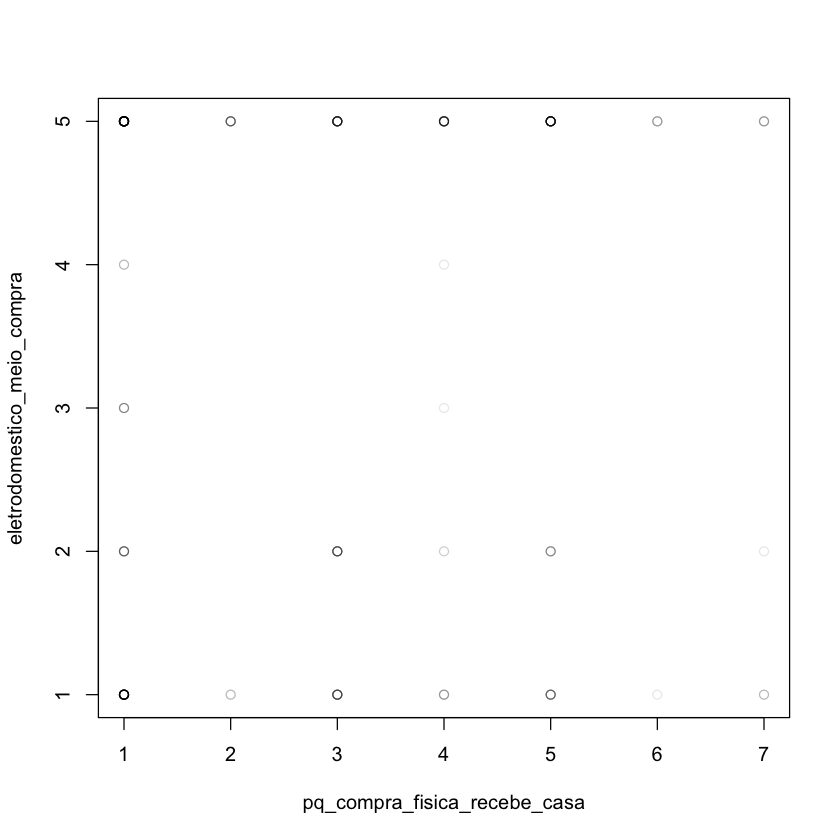 5
4
3
2
1
eletrodomestico_meio_compra
1 2 3 4 5 6 7
pq_compra_fisica_recebe_casa